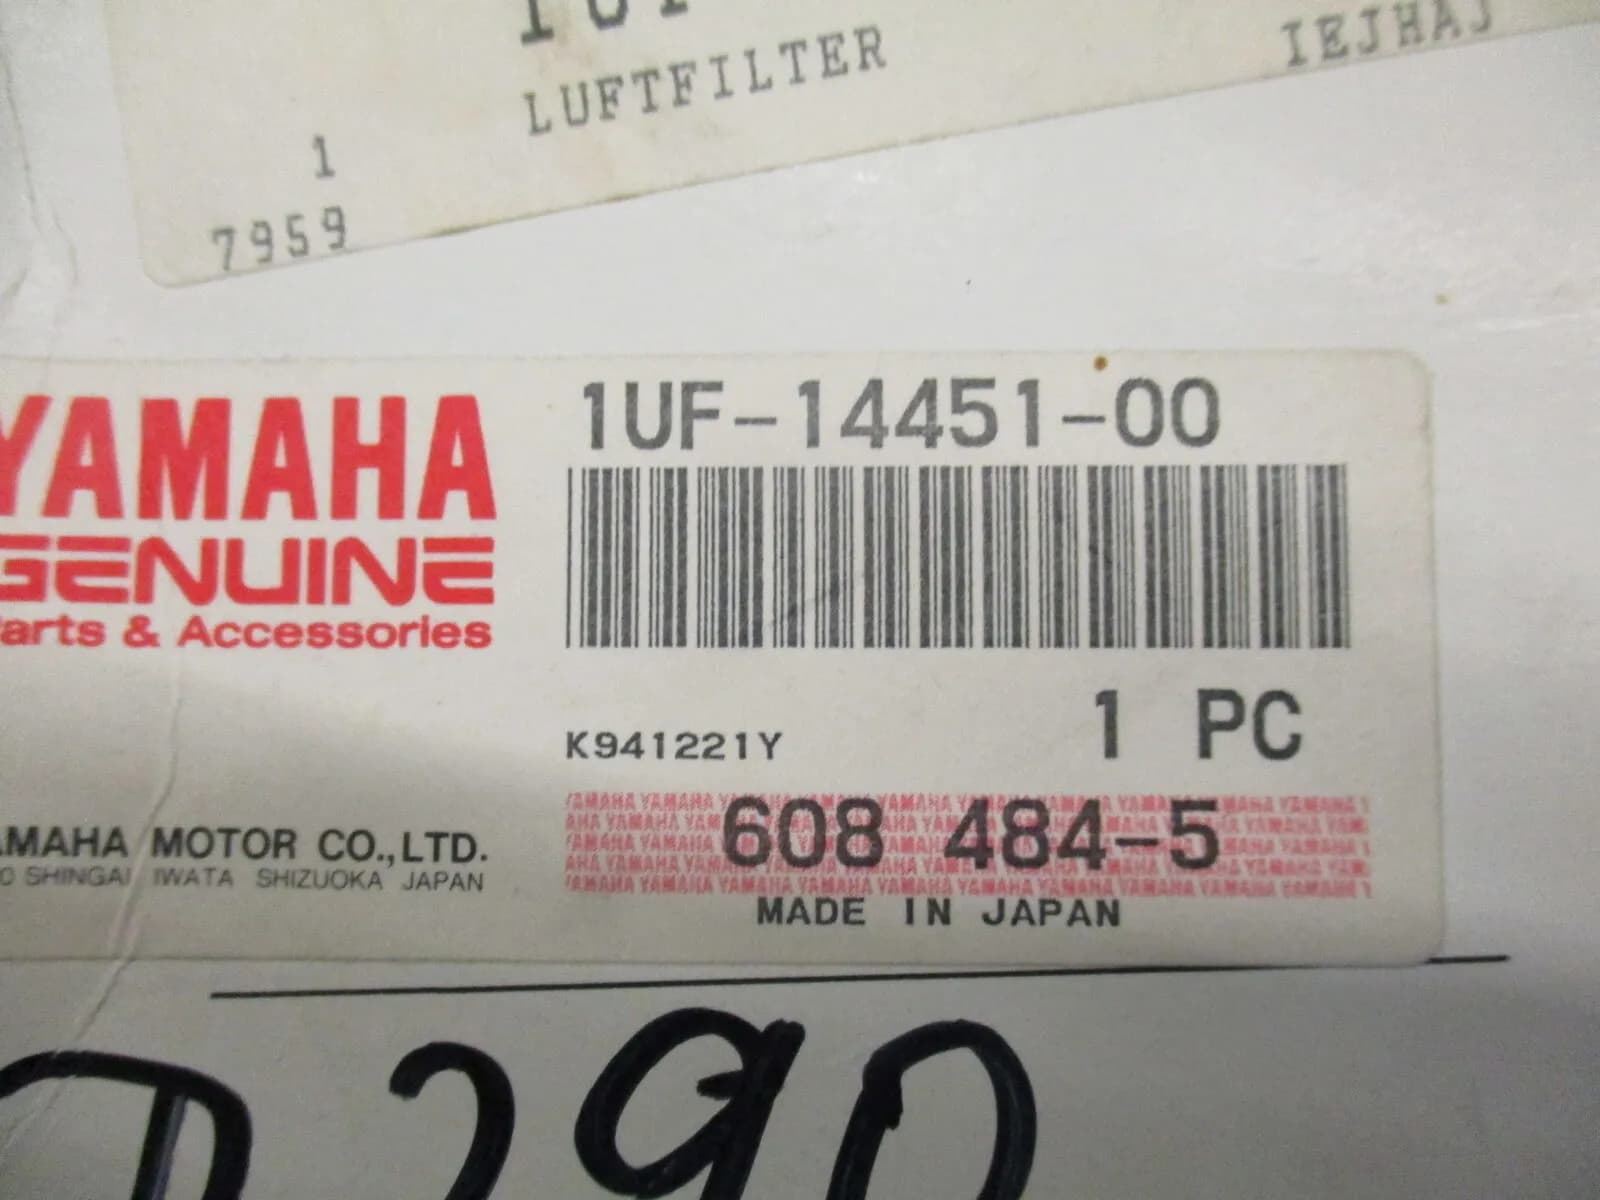 LUFTFILTER
IEJHAJ
1
7959
YAMAHA
GENUINE
Parts & Accessories
1UF-14451-00
1 PC
K941221Y
608 484-5
MADE IN JAPAN
YAMAHA MOTOR CO.,LTD.
SHINGAI IWATA SHIZUOKA JAPAN
290